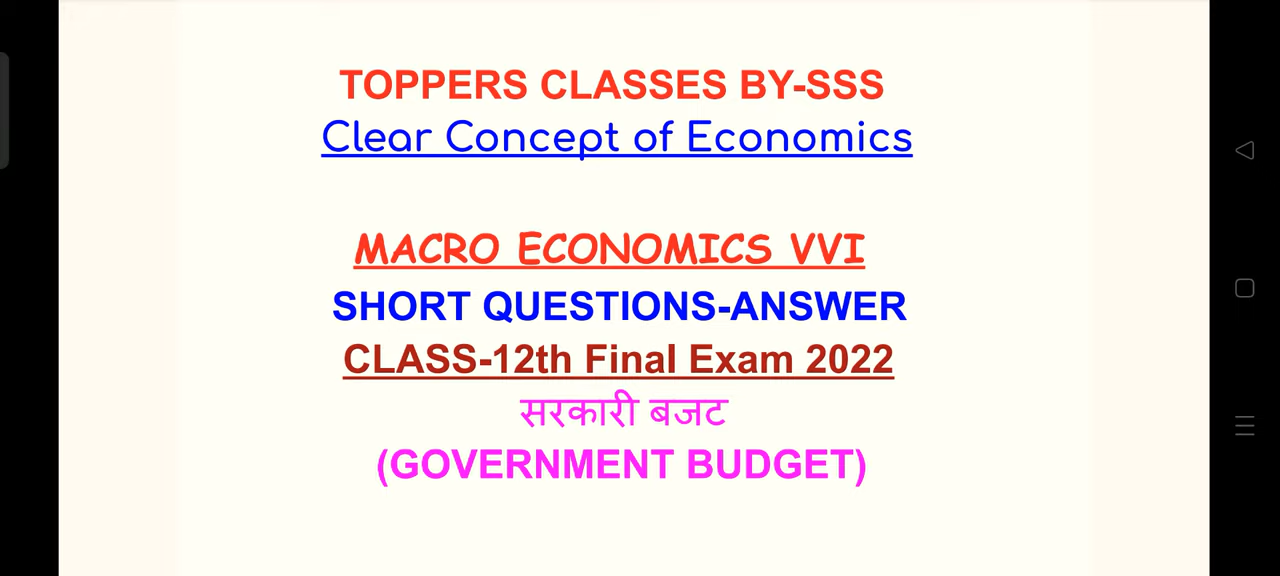 TOPPERS CLASSES BY-SSS
Clear Concept of Economics
MACRO ECONOMICS VVI
SHORT QUESTIONS-ANSWER
CLASS-12th Final Exam 2022
सरकारी बजट
(GOVERNMENT BUDGET)